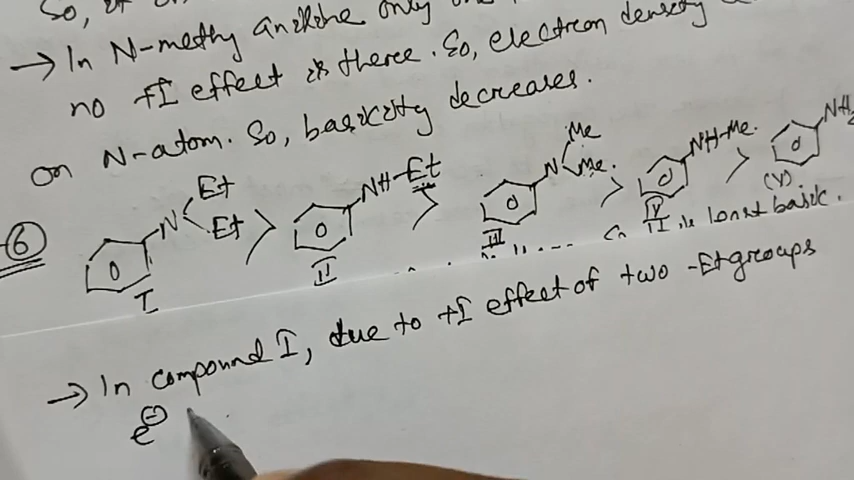 So,
→ In N-methy aniline only
no +I effect is there. So, electron density
on N-atom. So, basicity decreases.
6 N Et Et > NH-Et > N Me Me. > NH-Me. > NH2
I II III IV (V)
is least basic.
→ In compound I, due to +I effect of two -Et groups
e⊖